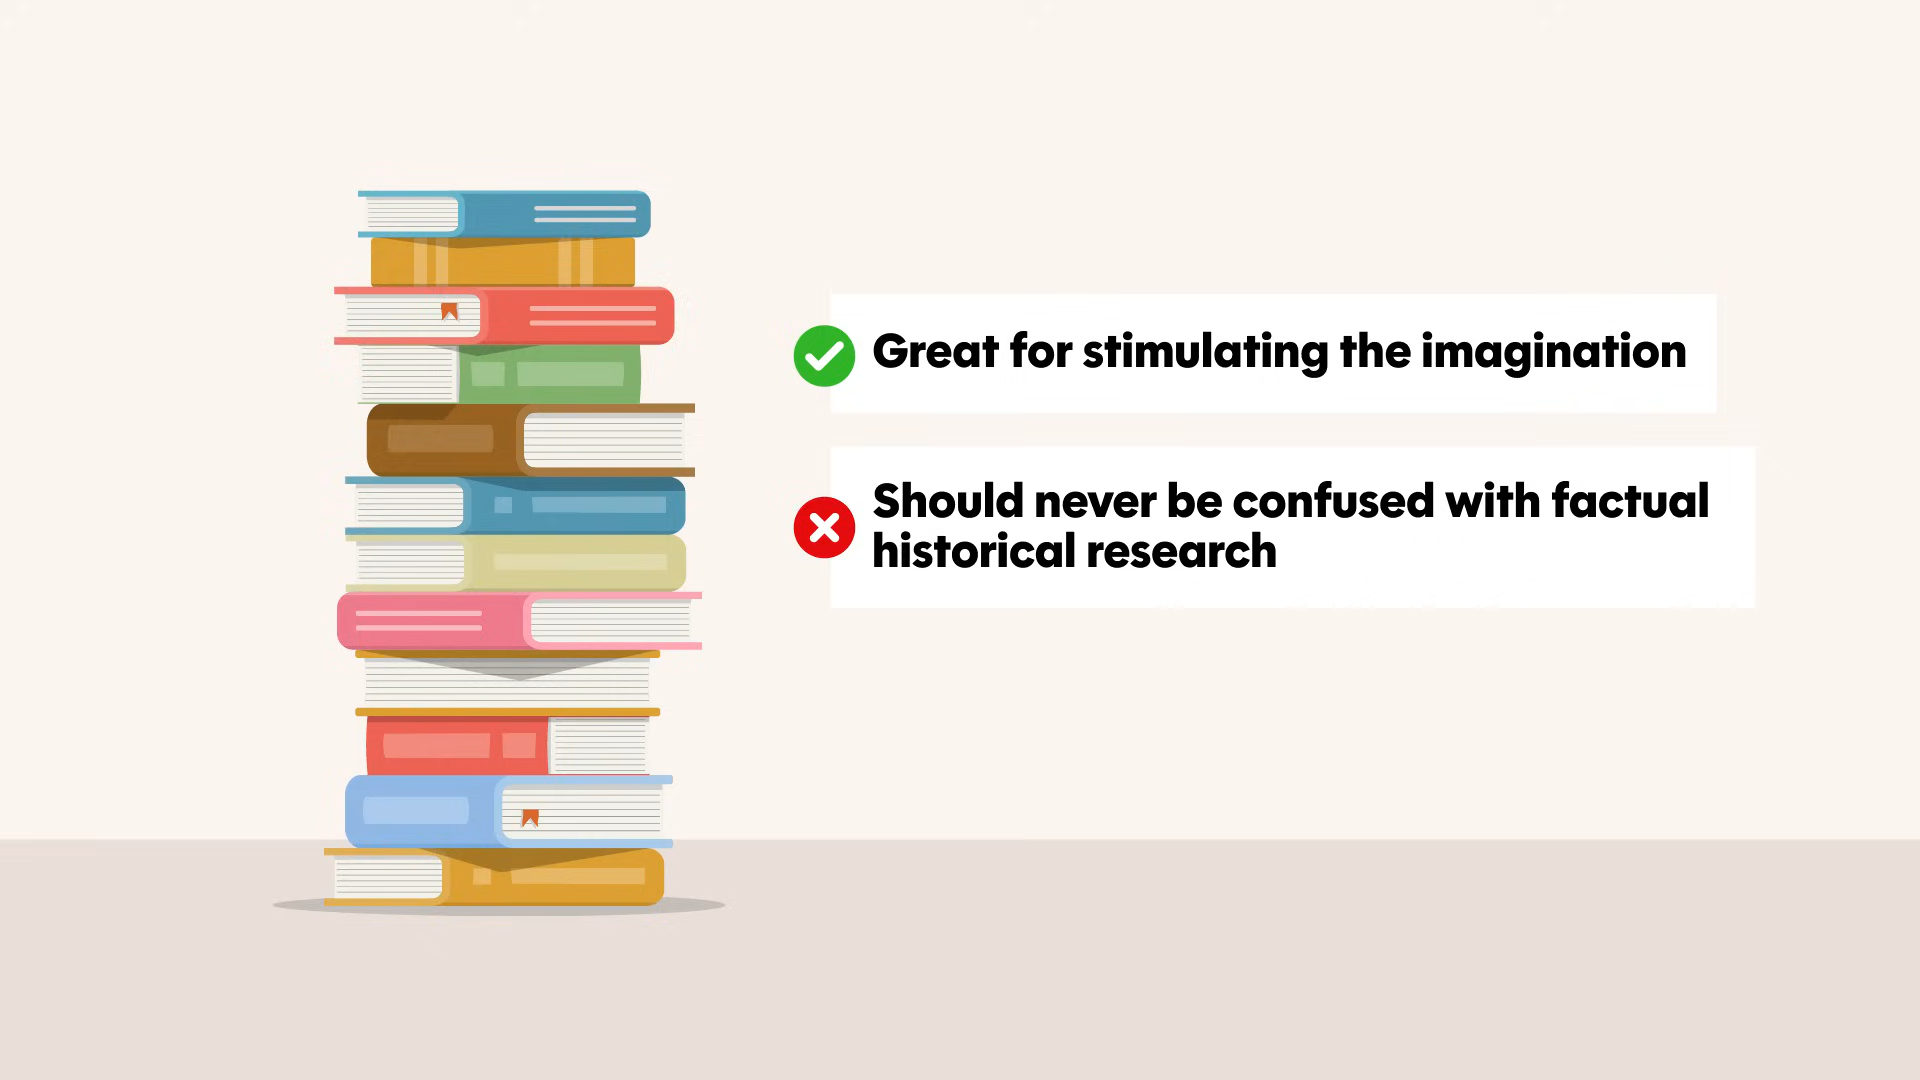 Great for stimulating the imagination
Should never be confused with factual
historical research